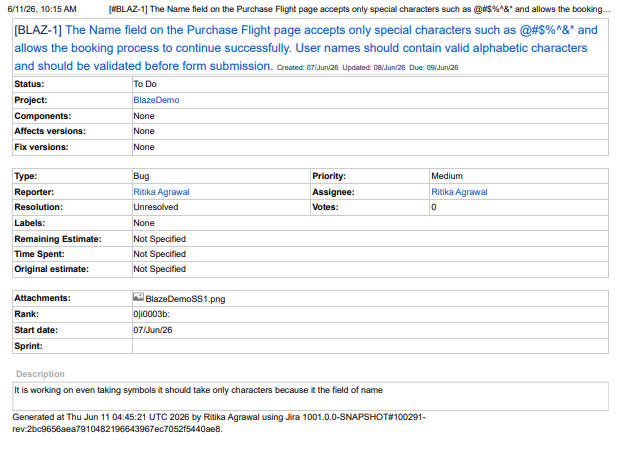 6/11/26, 10:15 AM [#BLAZ-1] The Name field on the Purchase Flight page accepts only special characters such as @#$%^&* and allows the booking...
[BLAZ-1] The Name field on the Purchase Flight page accepts only special characters such as @#$%^&* and
allows the booking process to continue successfully. User names should contain valid alphabetic characters
and should be validated before form submission. Created: 07/Jun/26 Updated: 08/Jun/26 Due: 09/Jun/26
Status: To Do
Project: BlazeDemo
Components: None
Affects versions: None
Fix versions: None
Type: Bug Priority: Medium
Reporter: Ritika Agrawal Assignee: Ritika Agrawal
Resolution: Unresolved Votes: 0
Labels: None
Remaining Estimate: Not Specified
Time Spent: Not Specified
Original estimate: Not Specified
Attachments: BlazeDemoSS1.png
Rank: 0|i0003b:
Start date: 07/Jun/26
Sprint:
Description
It is working on even taking symbols it should take only characters because it the field of name
Generated at Thu Jun 11 04:45:21 UTC 2026 by Ritika Agrawal using Jira 1001.0.0-SNAPSHOT#100291-
rev:2bc9656aea7910482196643967ec7052f5440ae8.